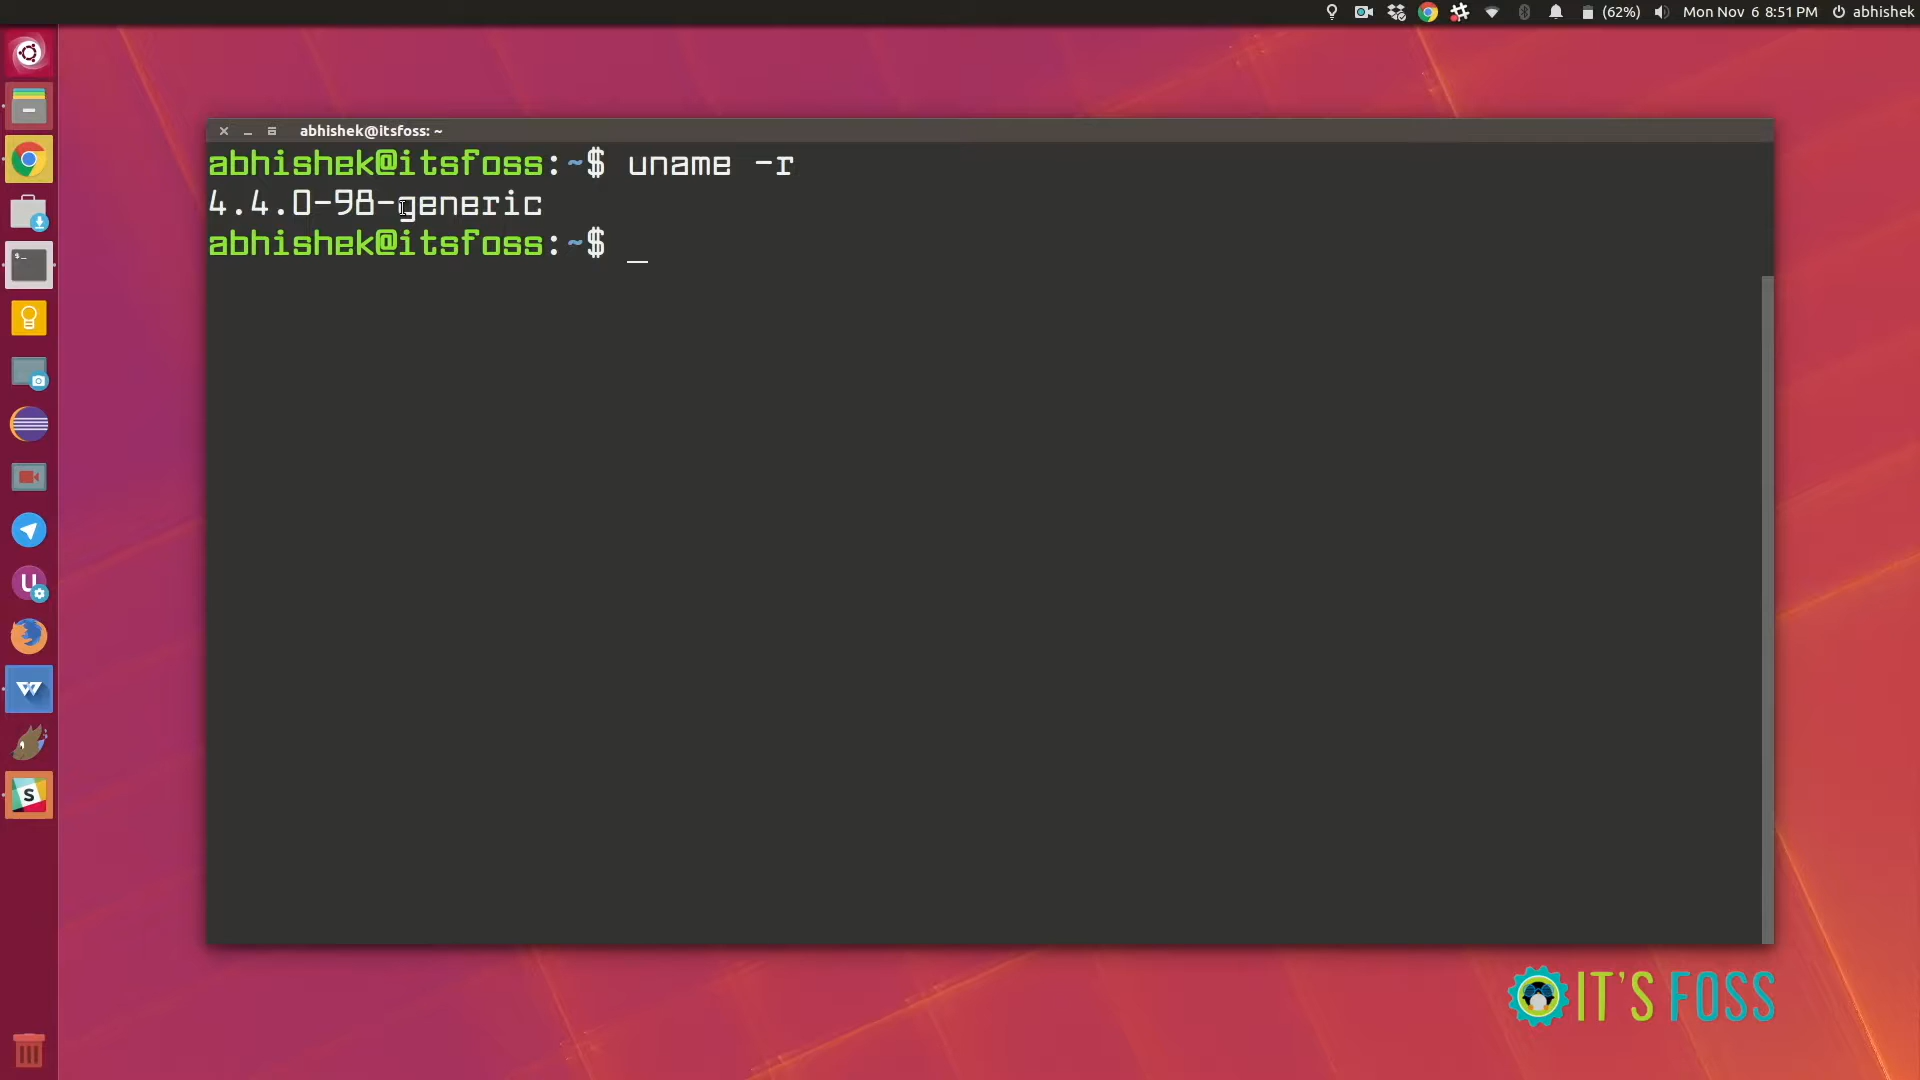 (62%) Mon Nov 6 8:51 PM abhishek
abhishek@itsfoss: ~
abhishek@itsfoss:~$ uname -r
4.4.0-98-generic
abhishek@itsfoss:~$ _
U
W
S
IT'S FOSS